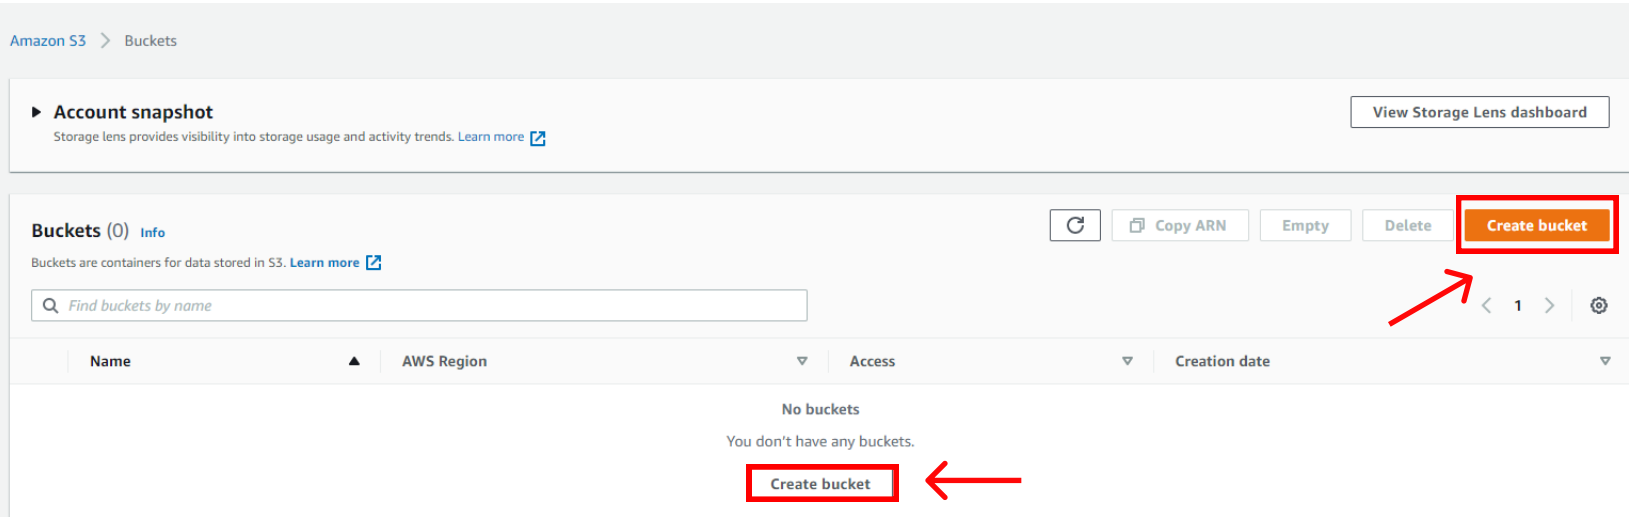 Amazon S3 > Buckets
Account snapshot
View Storage Lens dashboard
Storage lens provides visibility into storage usage and activity trends. Learn more
Buckets (0) Info
Copy ARN Empty Delete Create bucket
Buckets are containers for data stored in S3. Learn more
Find buckets by name
1
Name AWS Region Access Creation date
No buckets
You don't have any buckets.
Create bucket